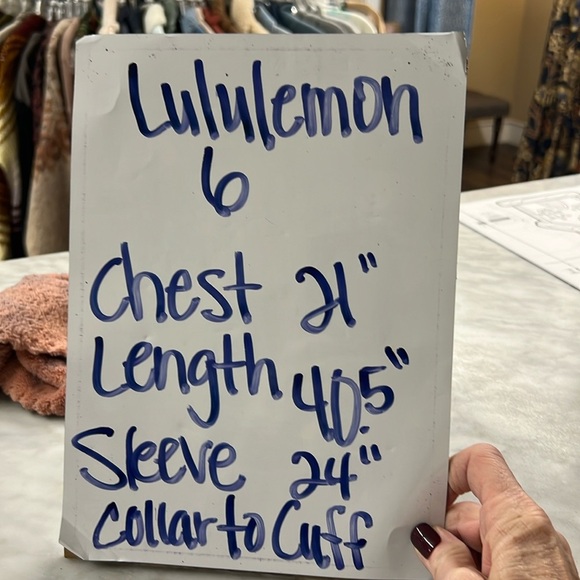 Lululemon
6
Chest 21"
Length 40.5"
Sleeve 24"
Collar to Cuff